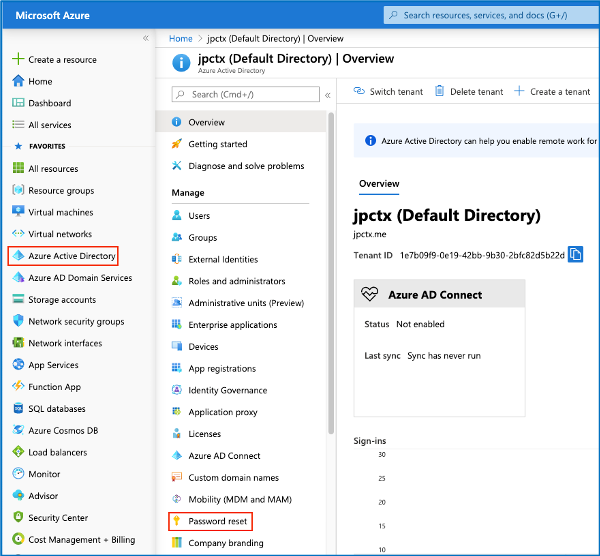 Microsoft Azure
Search resources, services, and docs (G+/)
«
Create a resource
Home
Dashboard
All services
FAVORITES
All resources
Resource groups
Virtual machines
Virtual networks
Azure Active Directory
Azure AD Domain Services
Storage accounts
Network security groups
Network interfaces
App Services
Function App
SQL databases
Azure Cosmos DB
Load balancers
Monitor
Advisor
Security Center
Cost Management + Billing
Home > jpctx (Default Directory) | Overview
jpctx (Default Directory) | Overview
Azure Active Directory
Search (Cmd+/)
«
Overview
Getting started
Diagnose and solve problems
Manage
Users
Groups
External Identities
Roles and administrators
Administrative units (Preview)
Enterprise applications
Devices
App registrations
Identity Governance
Application proxy
Licenses
Azure AD Connect
Custom domain names
Mobility (MDM and MAM)
Password reset
Company branding
Switch tenant Delete tenant Create a tenant
Azure Active Directory can help you enable remote work for
Overview
jpctx (Default Directory)
jpctx.me
Tenant ID 1e7b09f9-0e19-42bb-9b30-2bfc82d5b22d
Azure AD Connect
Status Not enabled
Last sync Sync has never run
Sign-ins
30
25
20
15
10